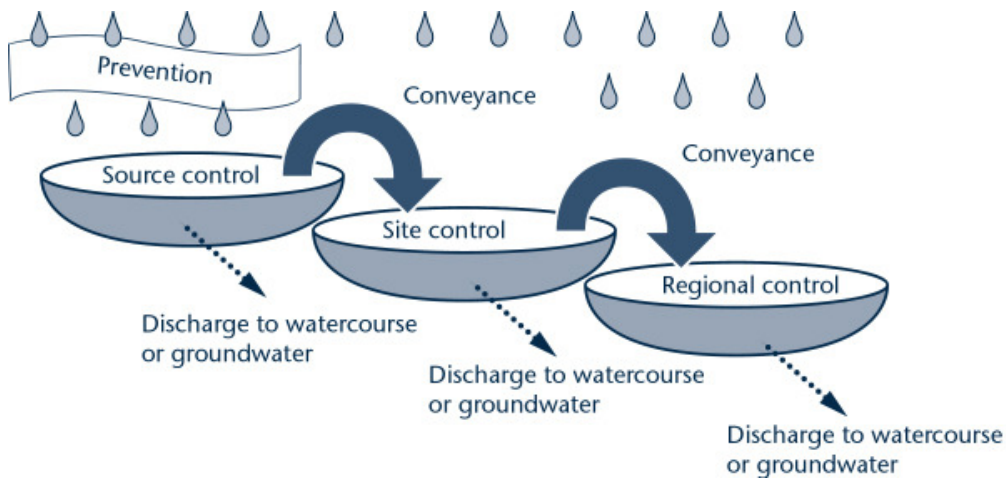 Prevention
Conveyance
Conveyance
Source control
Site control
Regional control
Discharge to watercourse
or groundwater
Discharge to watercourse
or groundwater
Discharge to watercourse
or groundwater